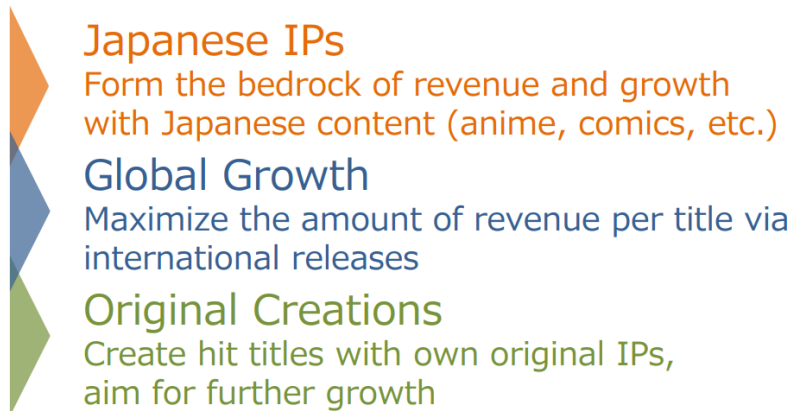 Japanese IPs
Form the bedrock of revenue and growth
with Japanese content (anime, comics, etc.)
Global Growth
Maximize the amount of revenue per title via
international releases
Original Creations
Create hit titles with own original IPs,
aim for further growth